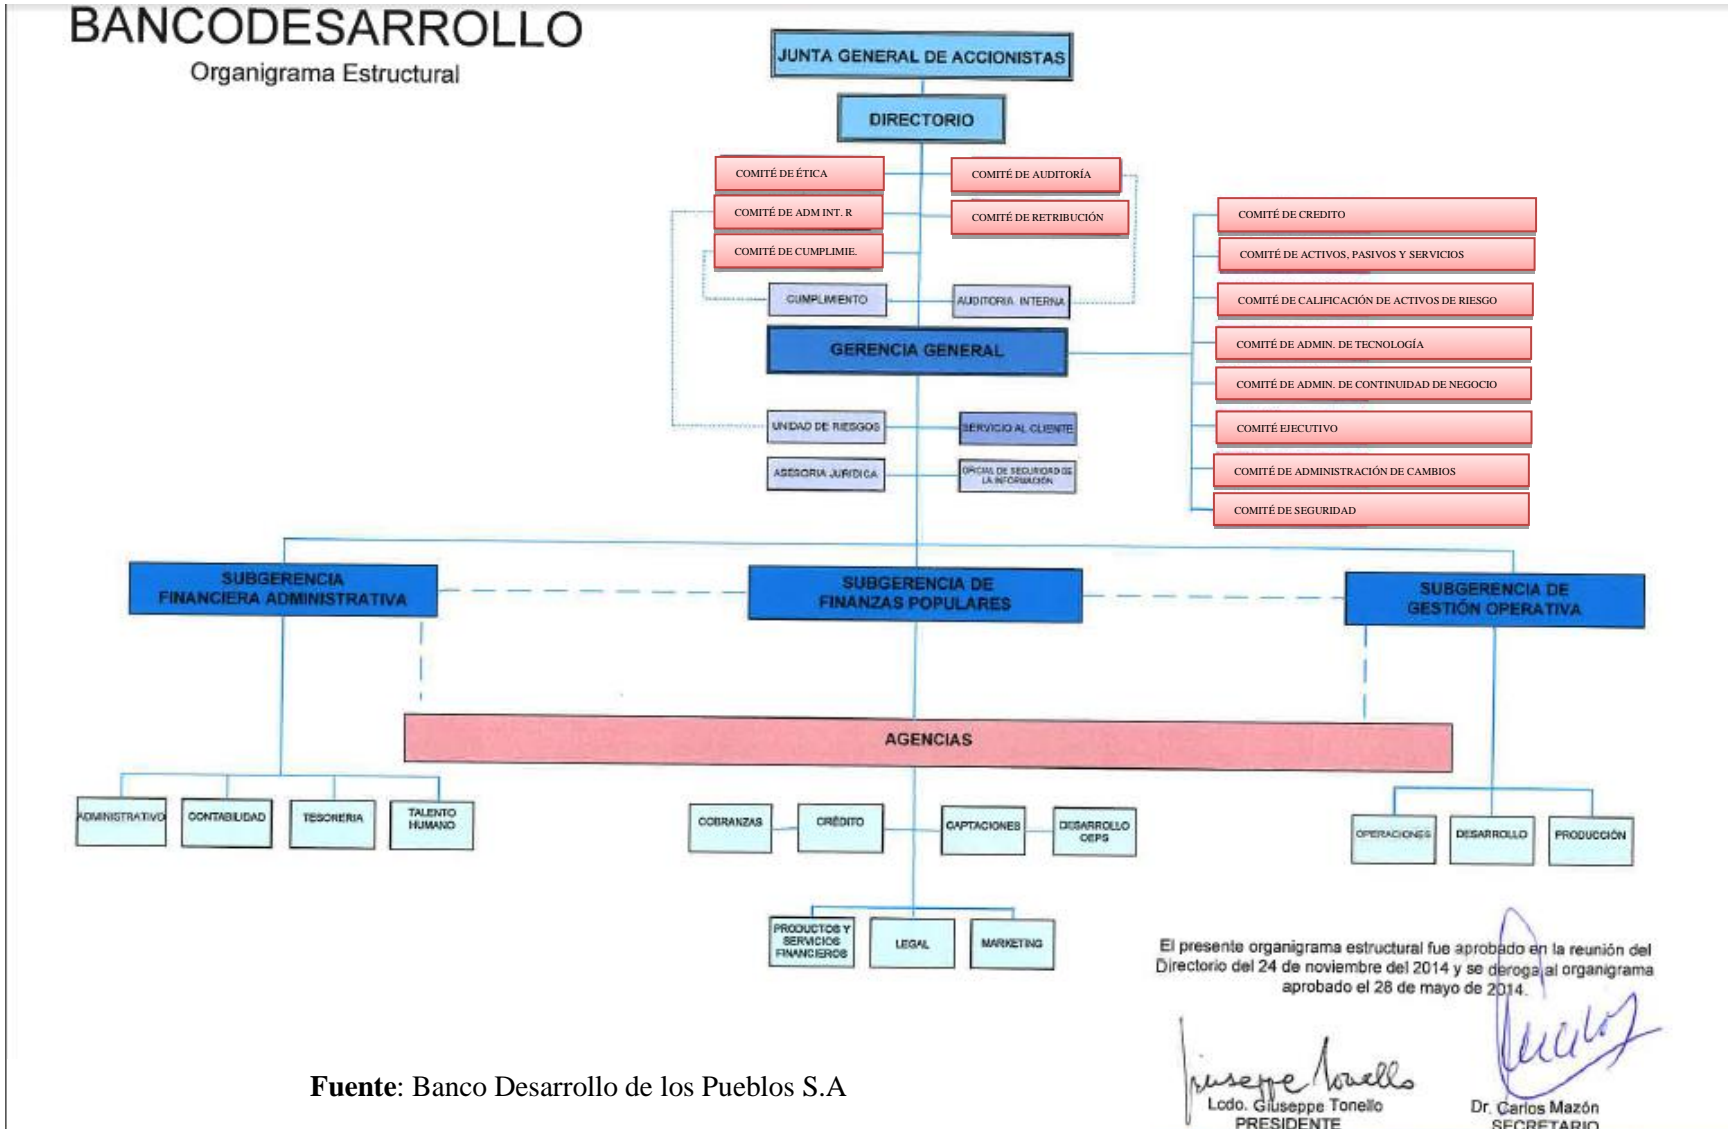 BANCODESARROLLO
Organigrama Estructural
JUNTA GENERAL DE ACCIONISTAS
DIRECTORIO
COMITÉ DE ÉTICA
COMITÉ DE AUDITORÍA
COMITÉ DE ADM INT. R
COMITÉ DE RETRIBUCIÓN
COMITÉ DE CUMPLIMIE.
CUMPLIMIENTO
AUDITORIA INTERNA
GERENCIA GENERAL
COMITÉ DE CREDITO
COMITÉ DE ACTIVOS, PASIVOS Y SERVICIOS
COMITÉ DE CALIFICACIÓN DE ACTIVOS DE RIESGO
COMITÉ DE ADMIN. DE TECNOLOGÍA
COMITÉ DE ADMIN. DE CONTINUIDAD DE NEGOCIO
COMITÉ EJECUTIVO
COMITÉ DE ADMINISTRACIÓN DE CAMBIOS
COMITÉ DE SEGURIDAD
UNIDAD DE RIESGOS
SERVICIO AL CLIENTE
ASESORIA JURIDICA
OFICIAL DE SEGURIDAD DE
LA INFORMACIÓN
SUBGERENCIA
FINANCIERA ADMINISTRATIVA
SUBGERENCIA DE
FINANZAS POPULARES
SUBGERENCIA DE
GESTIÓN OPERATIVA
AGENCIAS
ADMINISTRATIVO
CONTABILIDAD
TESORERIA
TALENTO
HUMANO
COBRANZAS
CRÉDITO
CAPTACIONES
DESARROLLO
OEPS
OPERACIONES
DESARROLLO
PRODUCCIÓN
PRODUCTOS Y
SERVICIOS
FINANCIEROS
LEGAL
MARKETING
El presente organigrama estructural fue aprobado en la reunión del
Directorio del 24 de noviembre del 2014 y se deroga al organigrama
aprobado el 28 de mayo de 2014.
Giuseppe Tonello
Lcdo. Giuseppe Tonello
PRESIDENTE
Dr. Carlos Mazón
SECRETARIO
Fuente: Banco Desarrollo de los Pueblos S.A